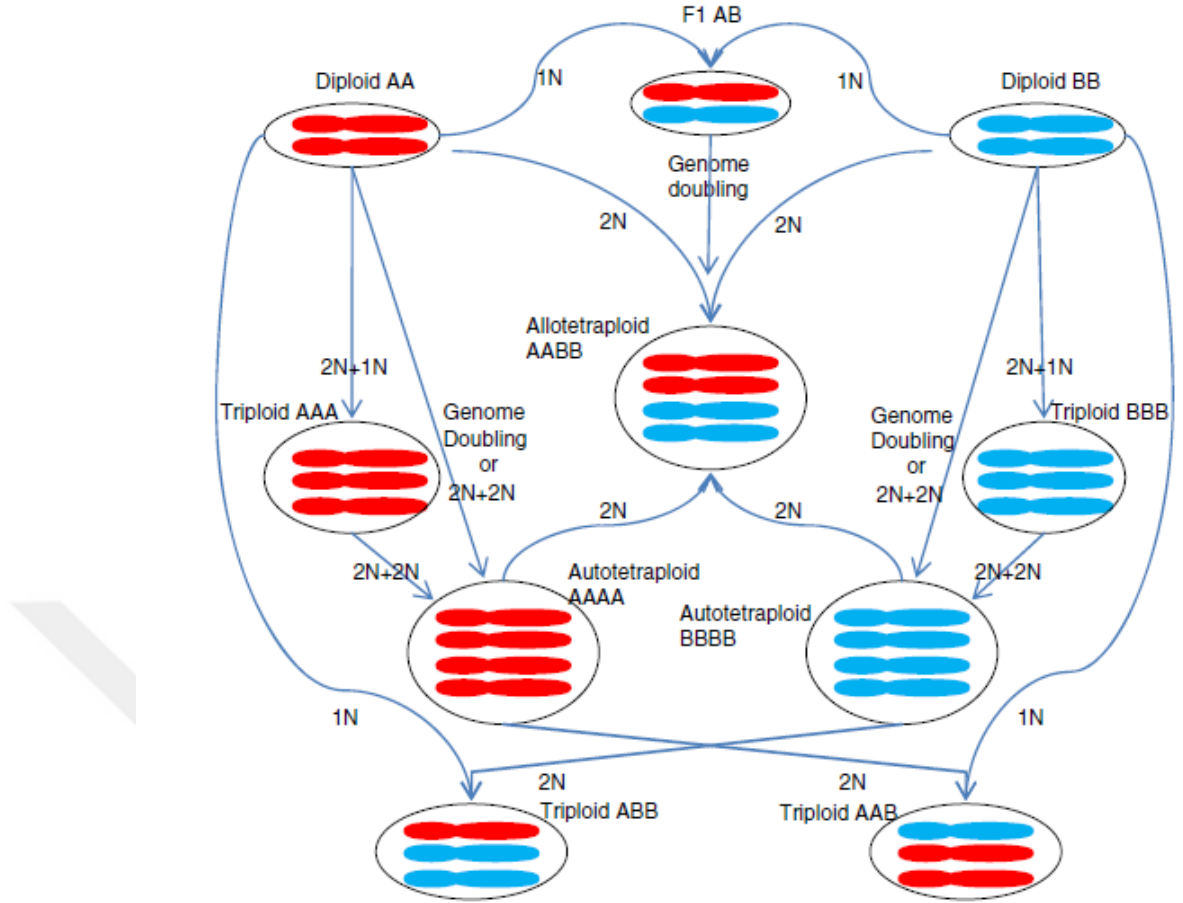 F1 AB
Diploid AA
1N
1N
Diploid BB
Genome
doubling
2N
2N
Allotetraploid
AABB
2N+1N
2N+1N
Triploid AAA
Genome
Doubling
or
2N+2N
Genome
Doubling
or
2N+2N
Triploid BBB
2N
2N
2N+2N
2N+2N
Autotetraploid
AAAA
Autotetraploid
BBBB
1N
1N
2N
2N
Triploid ABB
Triploid AAB